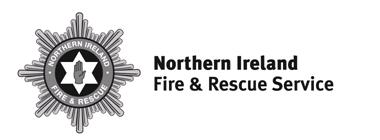 NORTHERN IRELAND
FIRE & RESCUE
Northern Ireland
Fire & Rescue Service